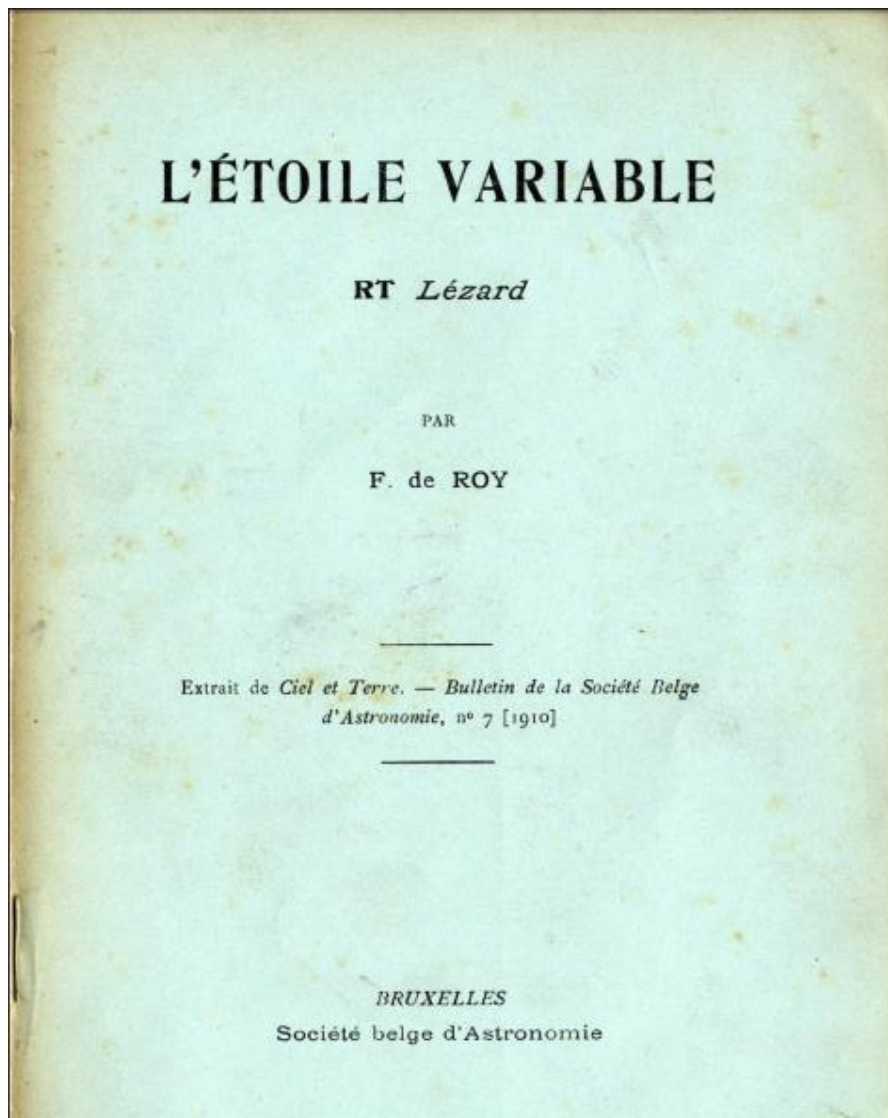 L'ÉTOILE VARIABLE
RT Lézard
PAR
F. de ROY
Extrait de Ciel et Terre. — Bulletin de la Société Belge
d'Astronomie, nº 7 [1910]
BRUXELLES
Société belge d'Astronomie